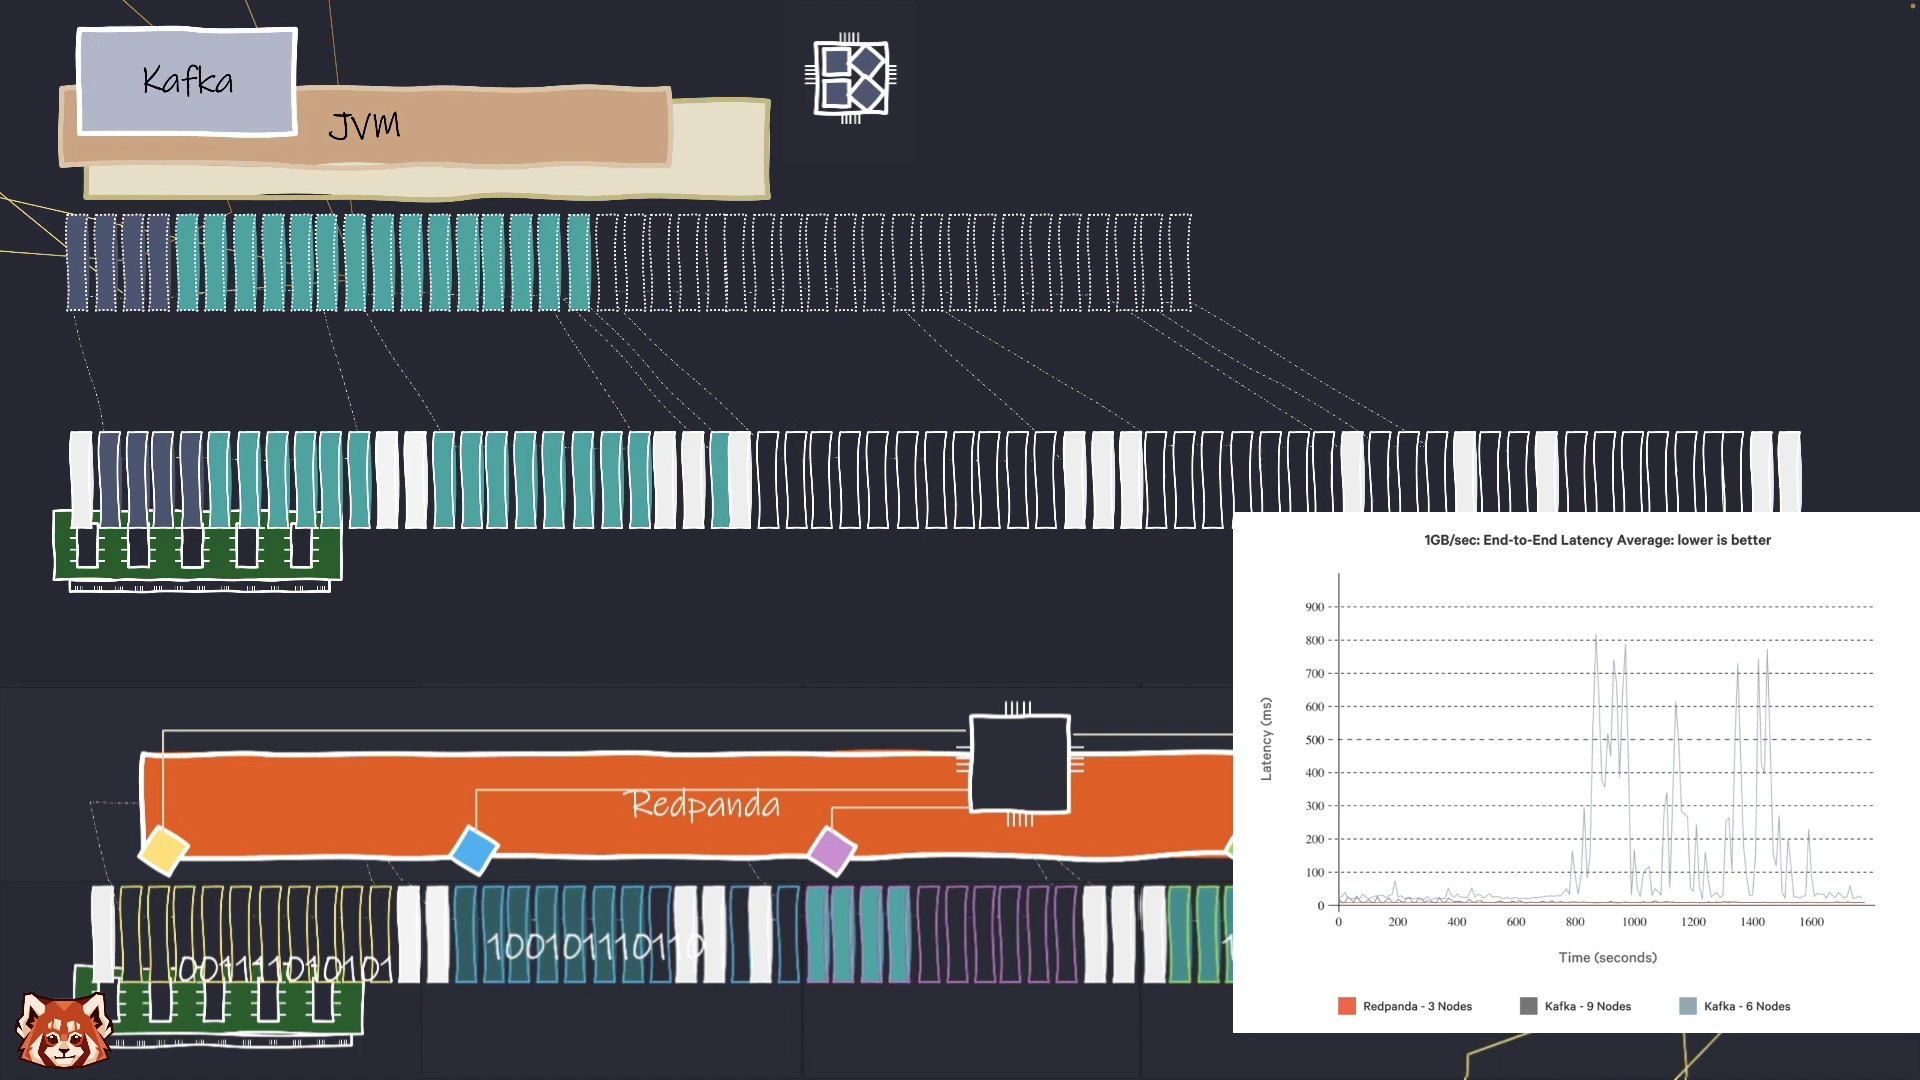 Kafka
JVM
Redpanda
100101110110
001111010101
1GB/sec: End-to-End Latency Average: lower is better
Latency (ms)
900
800
700
600
500
400
300
200
100
0
0 200 400 600 800 1000 1200 1400 1600
Time (seconds)
Redpanda - 3 Nodes Kafka - 9 Nodes Kafka - 6 Nodes